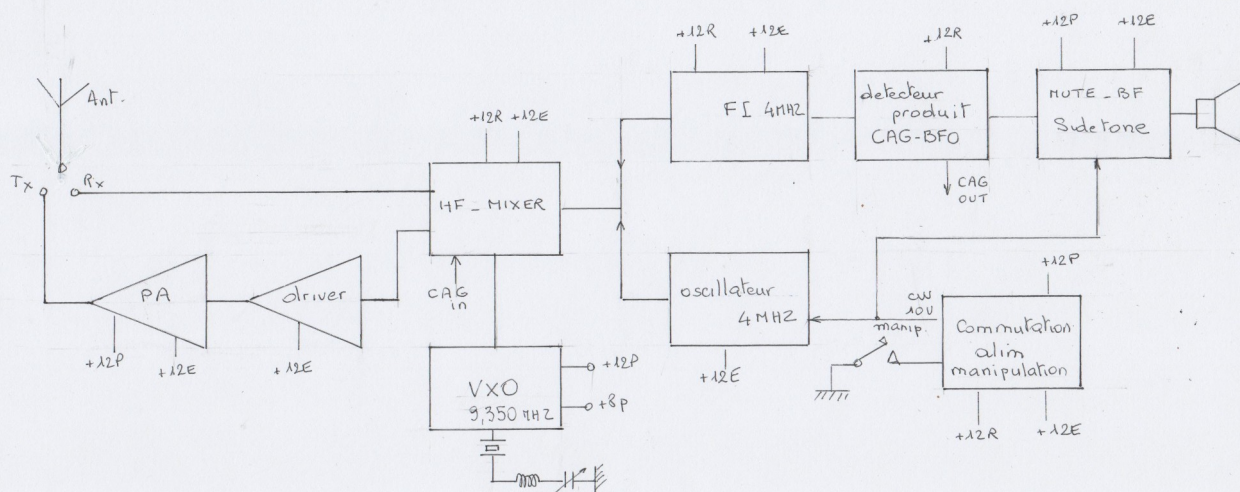 +12R
+12E
+12R
+12P
+12E
Ant.
FI 4MHZ
detecteur
produit
CAG-BFO
MUTE_BF
Sidetone
+12R
+12E
Tx
Rx
HF_MIXER
CAG
OUT
PA
driver
CAG
in
oscillateur
4MHZ
CW
10V
manip.
+12P
Commutation
alim
manipulation
+12P
+12E
+12E
VXO
9,350 MHZ
+12P
+8P
+12E
+12R
+12E